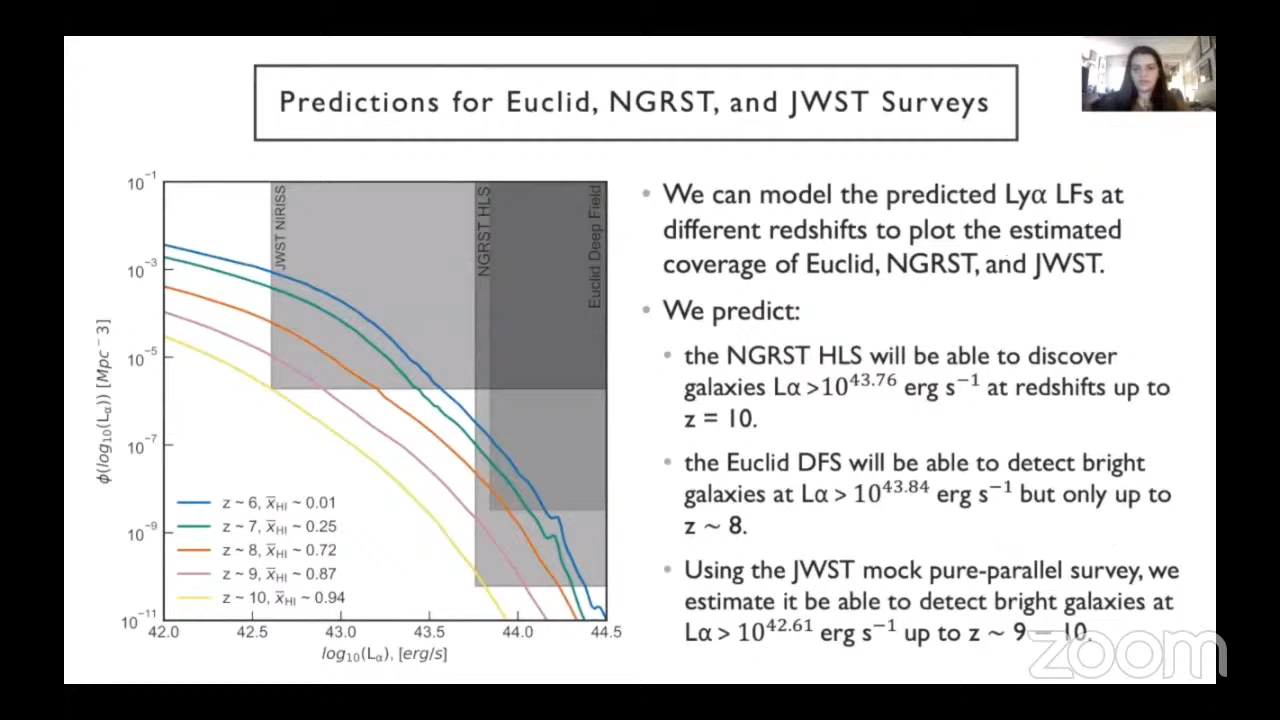 Predictions for Euclid, NGRST, and JWST Surveys
10⁻¹
10⁻³
10⁻⁵
10⁻⁷
10⁻⁹
10⁻¹¹
ϕ(log₁₀(Lα)) [Mpc⁻3]
JWST NIRISS
NGRST HLS
Euclid Deep Field
z ~ 6, x̅HI ~ 0.01
z ~ 7, x̅HI ~ 0.25
z ~ 8, x̅HI ~ 0.72
z ~ 9, x̅HI ~ 0.87
z ~ 10, x̅HI ~ 0.94
42.0 42.5 43.0 43.5 44.0 44.5
log₁₀(Lα), [erg/s]
• We can model the predicted Lyα LFs at
different redshifts to plot the estimated
coverage of Euclid, NGRST, and JWST.
• We predict:
• the NGRST HLS will be able to discover
galaxies Lα >10⁴³·⁷⁶ erg s⁻¹ at redshifts up to
z = 10.
• the Euclid DFS will be able to detect bright
galaxies at Lα > 10⁴³·⁸⁴ erg s⁻¹ but only up to
z ~ 8.
• Using the JWST mock pure-parallel survey, we
estimate it be able to detect bright galaxies at
Lα > 10⁴²·⁶¹ erg s⁻¹ up to z ~ 9 – 10.
zoom